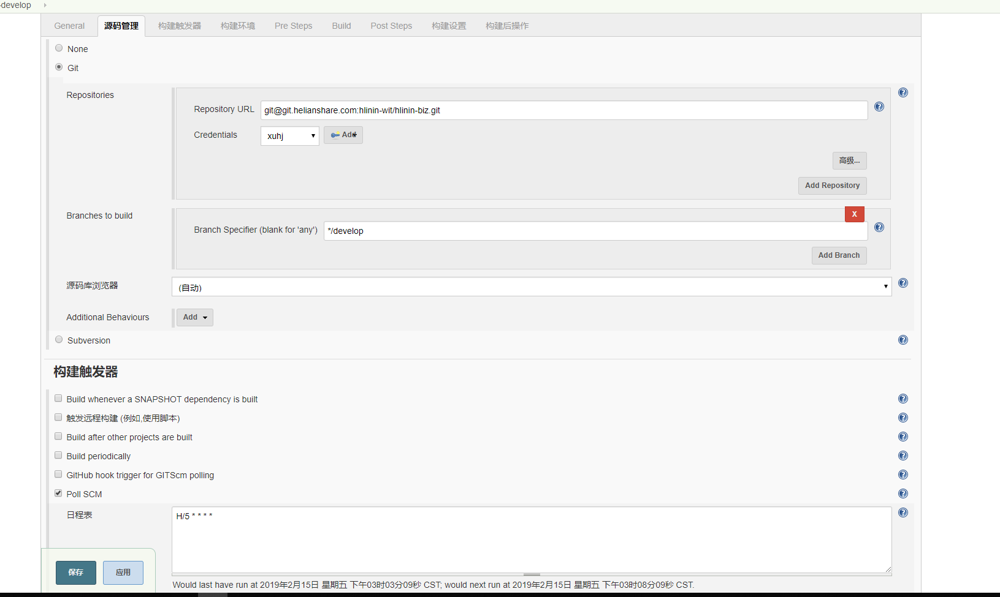 -develop
General 源码管理 构建触发器 构建环境 Pre Steps Build Post Steps 构建设置 构建后操作
None
Git
Repositories
Repository URL git@git.helianshare.com:hlinin-wit/hlinin-biz.git
Credentials xuhj Add
高级...
Add Repository
Branches to build
X
Branch Specifier (blank for 'any') */develop
Add Branch
源码库浏览器 (自动)
Additional Behaviours Add
Subversion
构建触发器
Build whenever a SNAPSHOT dependency is built
触发远程构建 (例如,使用脚本)
Build after other projects are built
Build periodically
GitHub hook trigger for GITScm polling
Poll SCM
日程表 H/5 * * * *
保存 应用
Would last have run at 2019年2月15日 星期五 下午03时03分09秒 CST; would next run at 2019年2月15日 星期五 下午03时08分09秒 CST.